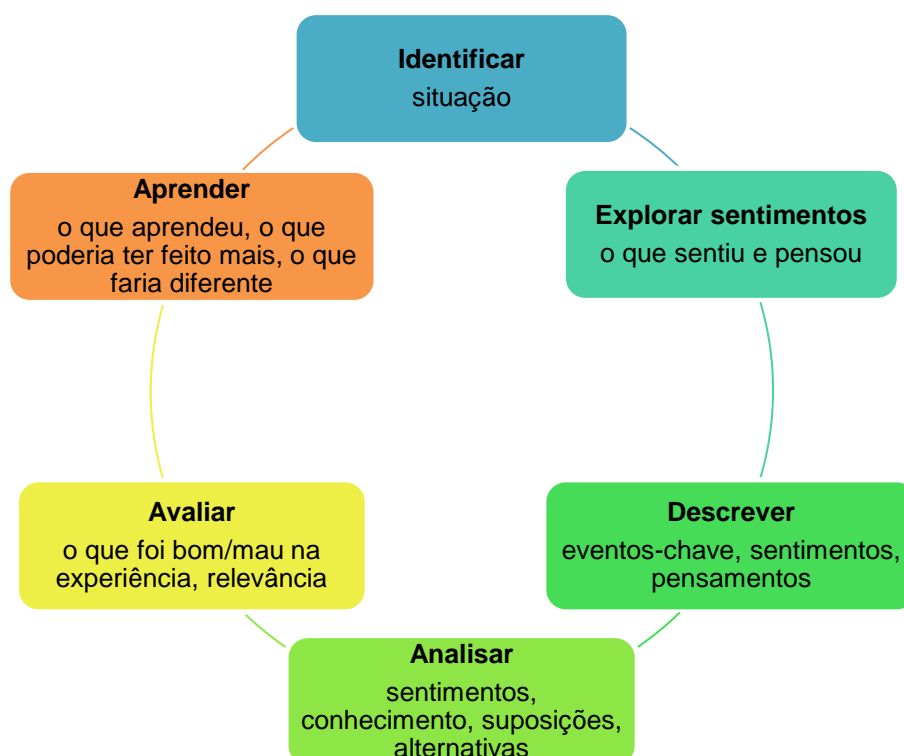 Identificar
situação
Explorar sentimentos
o que sentiu e pensou
Descrever
eventos-chave, sentimentos,
pensamentos
Analisar
sentimentos,
conhecimento, suposições,
alternativas
Avaliar
o que foi bom/mau na
experiência, relevância
Aprender
o que aprendeu, o que
poderia ter feito mais, o que
faria diferente